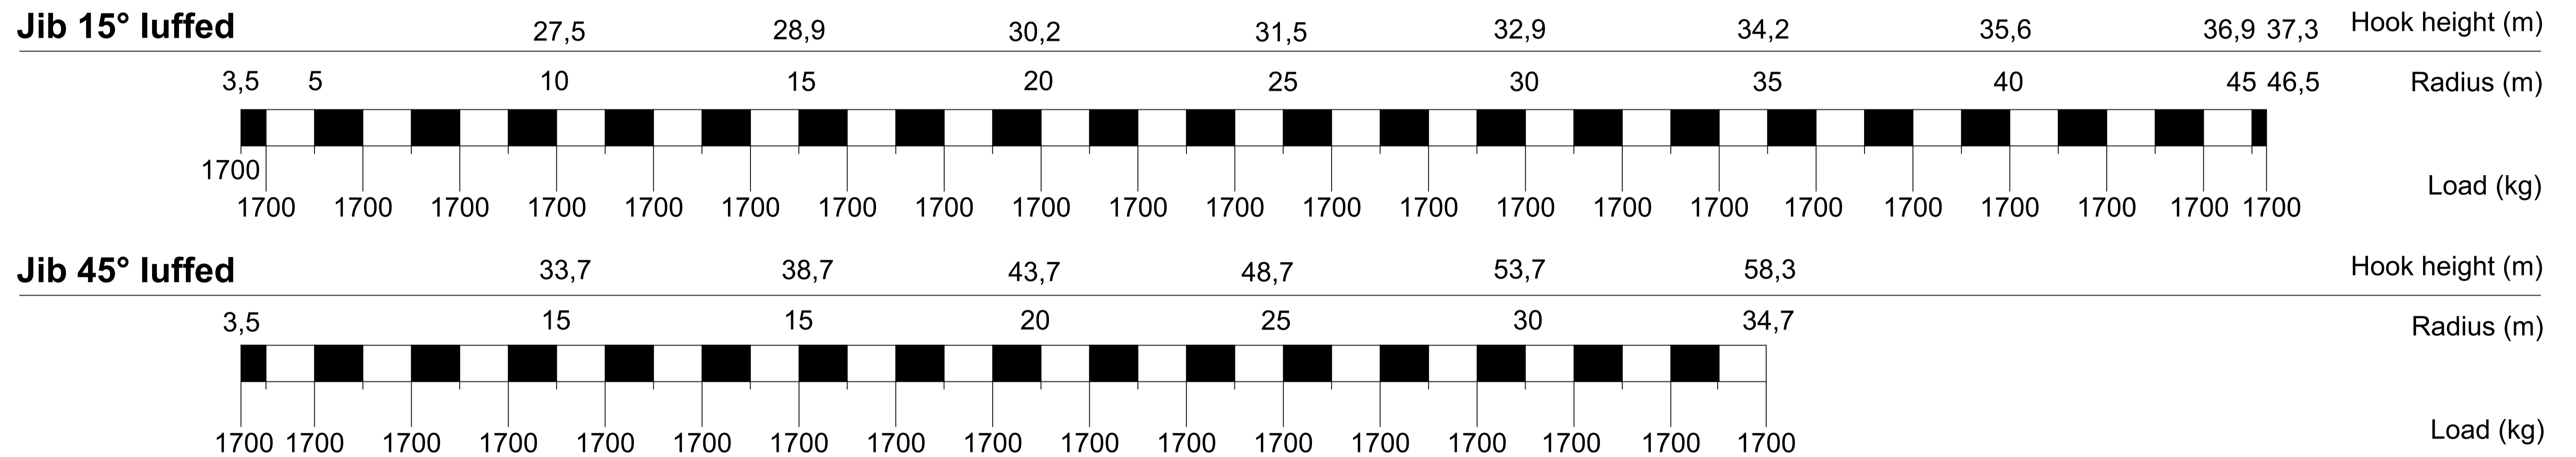 Jib 15° luffed 27,5 28,9 30,2 31,5 32,9 34,2 35,6 36,9 37,3 Hook height (m)
3,5 5 10 15 20 25 30 35 40 45 46,5 Radius (m)
1700
Load (kg)
1700 1700 1700 1700 1700 1700 1700 1700 1700 1700 1700 1700 1700 1700 1700 1700 1700 1700 1700 1700 1700 1700
Jib 45° luffed 33,7 38,7 43,7 48,7 53,7 58,3 Hook height (m)
3,5 15 15 20 25 30 34,7 Radius (m)
1700 1700 1700 1700 1700 1700 1700 1700 1700 1700 1700 1700 1700 1700 1700 1700 1700 Load (kg)